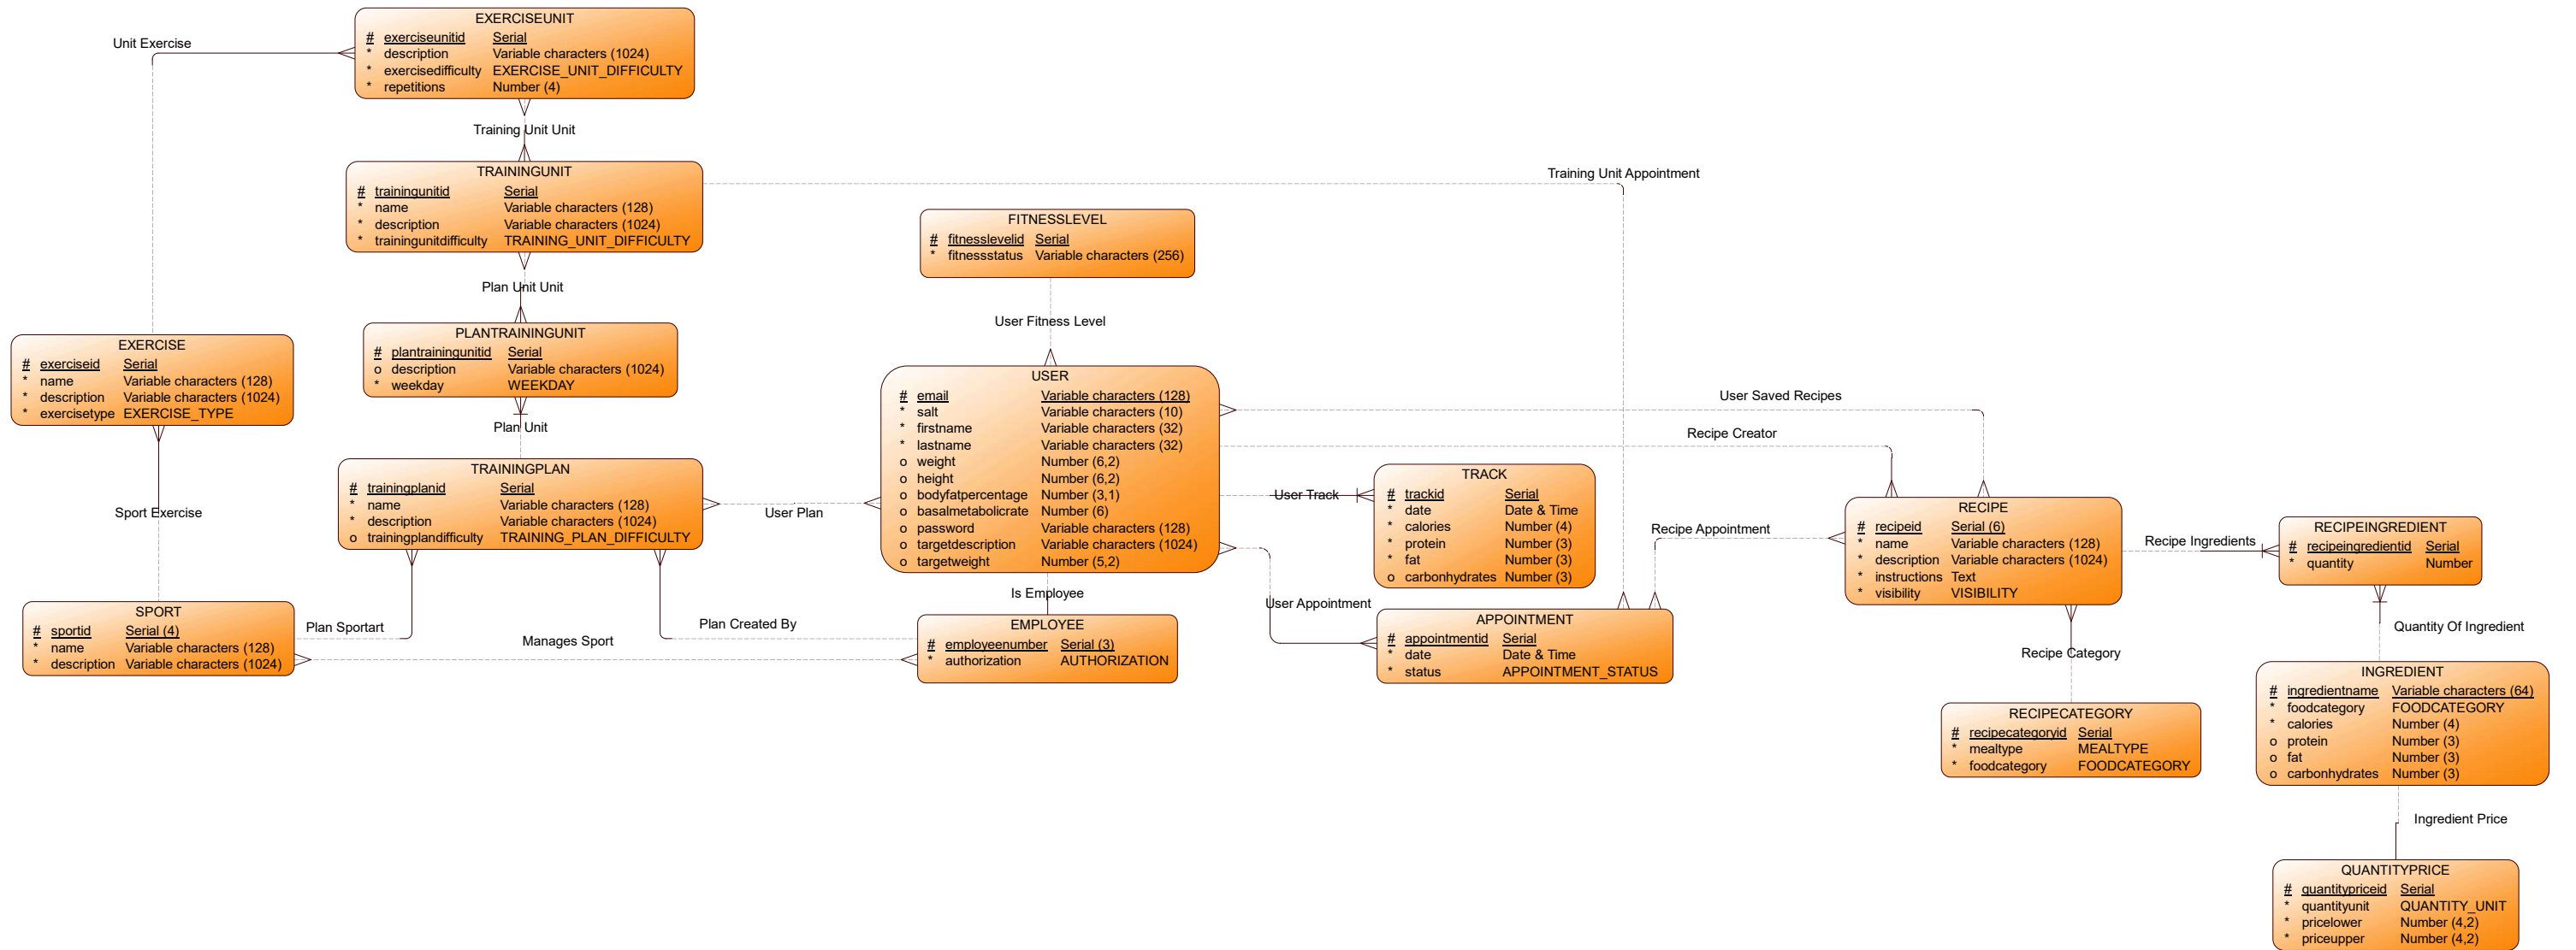 EXERCISEUNIT
# exerciseunitid Serial
* description Variable characters (1024)
* exercisedifficulty EXERCISE_UNIT_DIFFICULTY
* repetitions Number (4)
Unit Exercise
Training Unit Unit
TRAININGUNIT
# trainingunitid Serial
* name Variable characters (128)
* description Variable characters (1024)
* trainingunitdifficulty TRAINING_UNIT_DIFFICULTY
Training Unit Appointment
FITNESSLEVEL
# fitnesslevelid Serial
* fitnessstatus Variable characters (256)
Plan Unit Unit
User Fitness Level
PLANTRAININGUNIT
# plantrainingunitid Serial
o description Variable characters (1024)
* weekday WEEKDAY
EXERCISE
# exerciseid Serial
* name Variable characters (128)
* description Variable characters (1024)
* exercisetype EXERCISE_TYPE
Plan Unit
USER
# email Variable characters (128)
* salt Variable characters (10)
* firstname Variable characters (32)
* lastname Variable characters (32)
o weight Number (6,2)
o height Number (6,2)
o bodyfatpercentage Number (3,1)
o basalmetabolicrate Number (6)
o password Variable characters (128)
o targetdescription Variable characters (1024)
o targetweight Number (5,2)
User Saved Recipes
Recipe Creator
TRAININGPLAN
# trainingplanid Serial
* name Variable characters (128)
* description Variable characters (1024)
o trainingplandifficulty TRAINING_PLAN_DIFFICULTY
Sport Exercise
User Plan
User Track
TRACK
# trackid Serial
* date Date & Time
* calories Number (4)
* protein Number (3)
* fat Number (3)
o carbonhydrates Number (3)
Recipe Appointment
RECIPE
# recipeid Serial (6)
* name Variable characters (128)
* description Variable characters (1024)
* instructions Text
* visibility VISIBILITY
Recipe Ingredients
RECIPEINGREDIENT
# recipeingredientid Serial
* quantity Number
SPORT
# sportid Serial (4)
* name Variable characters (128)
* description Variable characters (1024)
Plan Sportart
Manages Sport
Plan Created By
Is Employee
EMPLOYEE
# employeenumber Serial (3)
* authorization AUTHORIZATION
User Appointment
APPOINTMENT
# appointmentid Serial
* date Date & Time
* status APPOINTMENT_STATUS
Quantity Of Ingredient
Recipe Category
INGREDIENT
# ingredientname Variable characters (64)
* foodcategory FOODCATEGORY
* calories Number (4)
o protein Number (3)
o fat Number (3)
o carbonhydrates Number (3)
RECIPECATEGORY
# recipecategoryid Serial
* mealtype MEALTYPE
* foodcategory FOODCATEGORY
Ingredient Price
QUANTITYPRICE
# quantitypriceid Serial
* quantityunit QUANTITY_UNIT
* pricelower Number (4,2)
* priceupper Number (4,2)